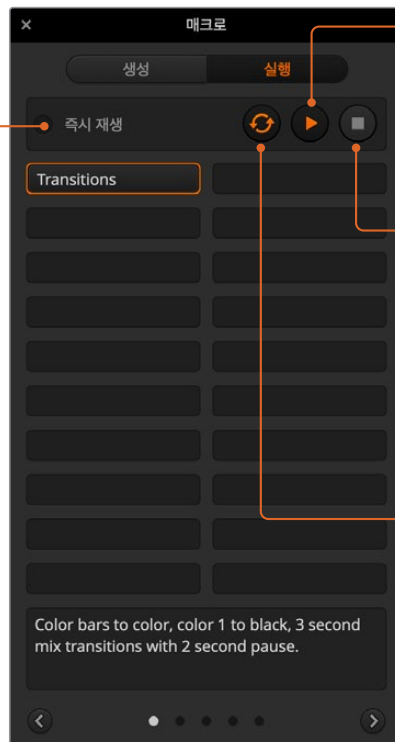 매크로
생성
실행
즉시 재생
Transitions
Color bars to color, color 1 to black, 3 second
mix transitions with 2 second pause.